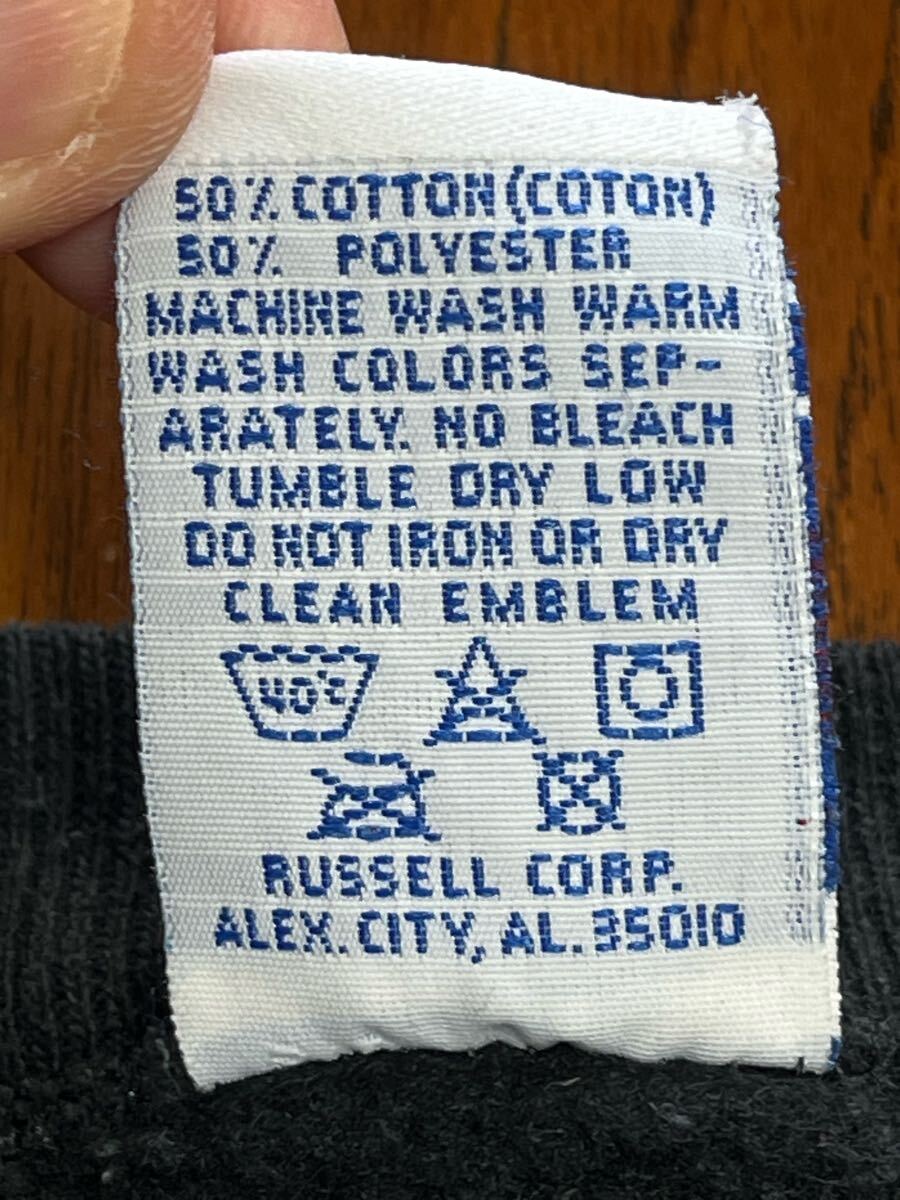 50% COTTON (COTON)
50% POLYESTER
MACHINE WASH WARM
WASH COLORS SEP-
ARATELY. NO BLEACH
TUMBLE DRY LOW
DO NOT IRON OR DRY
CLEAN EMBLEM
40°C
RUSSELL CORP.
ALEX. CITY, AL. 35010